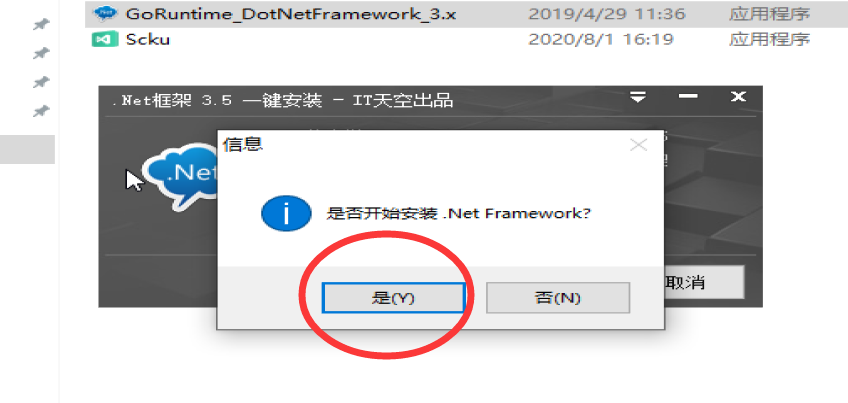 GoRuntime_DotNetFramework_3.x 2019/4/29 11:36 应用程序
Scku 2020/8/1 16:19 应用程序
.Net框架 3.5 一键安装 - IT天空出品
信息
.Net
是否开始安装 .Net Framework?
取消
是(Y) 否(N)